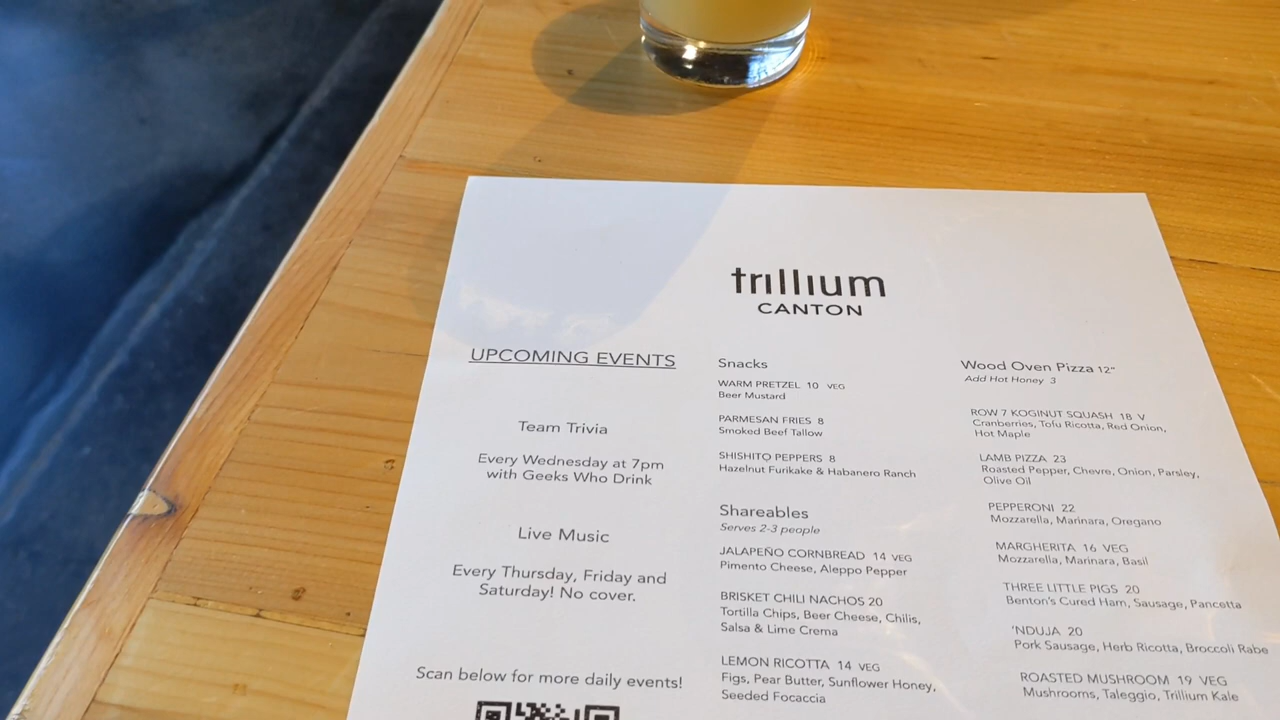 trillium
CANTON
UPCOMING EVENTS
Team Trivia
Every Wednesday at 7pm
with Geeks Who Drink
Live Music
Every Thursday, Friday and
Saturday! No cover.
Scan below for more daily events!
Snacks
WARM PRETZEL 10 VEG
Beer Mustard
PARMESAN FRIES 8
Smoked Beef Tallow
SHISHITO PEPPERS 8
Hazelnut Furikake & Habanero Ranch
Shareables
Serves 2-3 people
JALAPEÑO CORNBREAD 14 VEG
Pimento Cheese, Aleppo Pepper
BRISKET CHILI NACHOS 20
Tortilla Chips, Beer Cheese, Chilis,
Salsa & Lime Crema
LEMON RICOTTA 14 VEG
Figs, Pear Butter, Sunflower Honey,
Seeded Focaccia
Wood Oven Pizza 12"
Add Hot Honey 3
ROW 7 KOGINUT SQUASH 18 V
Cranberries, Tofu Ricotta, Red Onion,
Hot Maple
LAMB PIZZA 23
Roasted Pepper, Chevre, Onion, Parsley,
Olive Oil
PEPPERONI 22
Mozzarella, Marinara, Oregano
MARGHERITA 16 VEG
Mozzarella, Marinara, Basil
THREE LITTLE PIGS 20
Benton's Cured Ham, Sausage, Pancetta
'NDUJA 20
Pork Sausage, Herb Ricotta, Broccoli Rabe
ROASTED MUSHROOM 19 VEG
Mushrooms, Taleggio, Trillium Kale